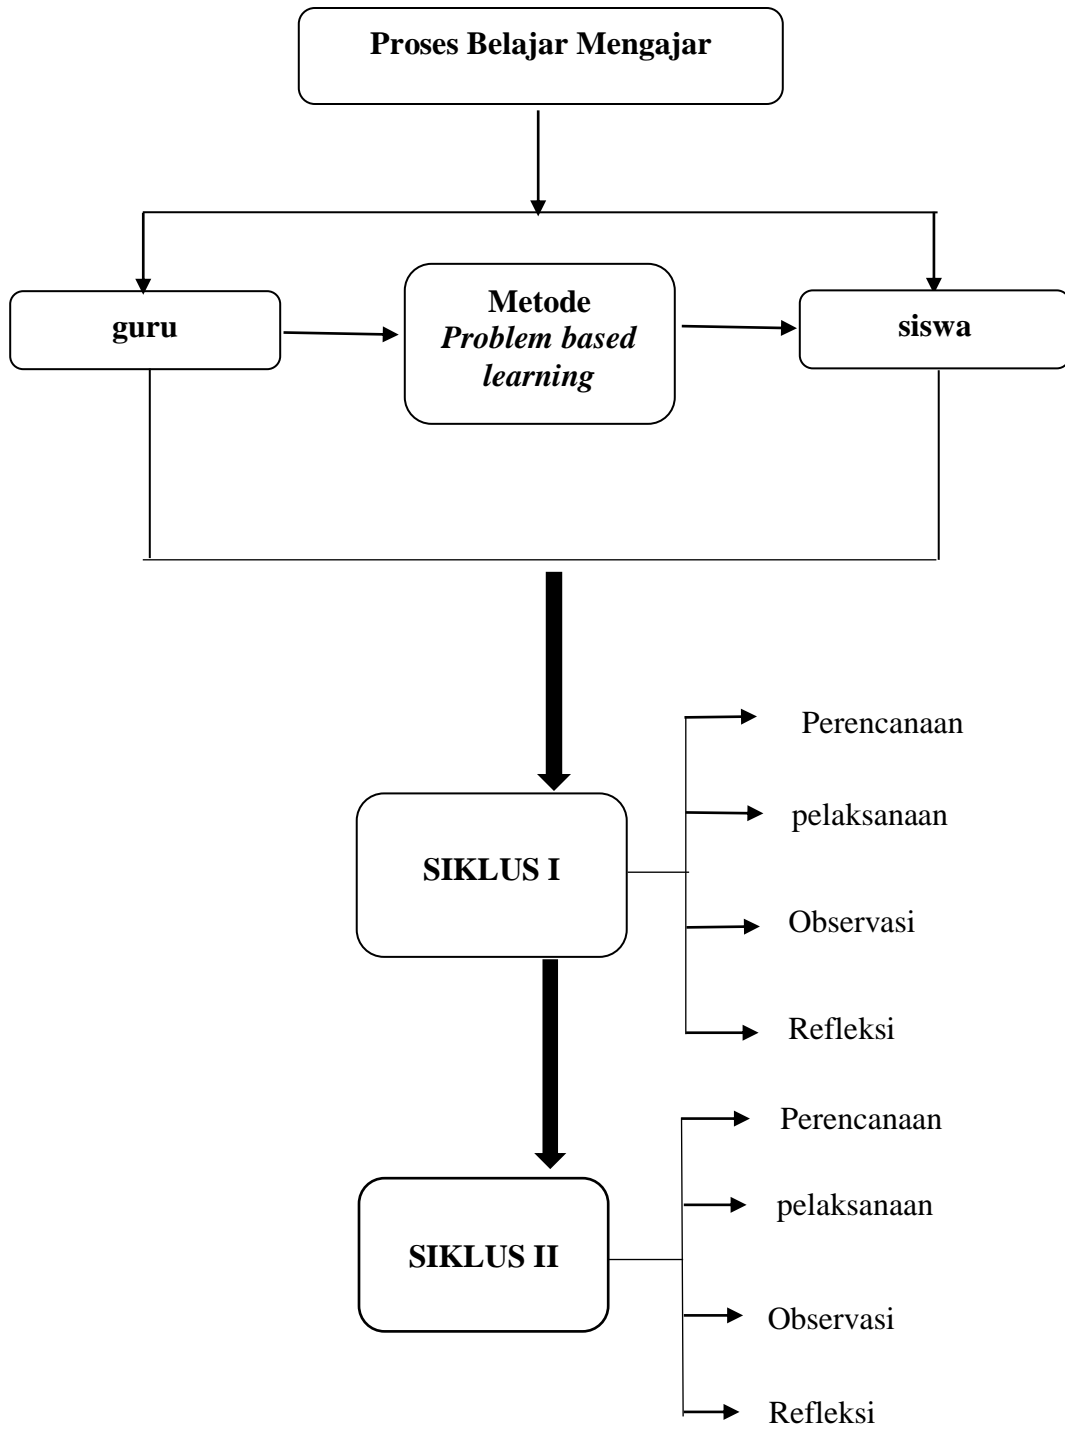 Proses Belajar Mengajar
guru
Metode
Problem based
learning
siswa
SIKLUS I
Perencanaan
pelaksanaan
Observasi
Refleksi
SIKLUS II
Perencanaan
pelaksanaan
Observasi
Refleksi